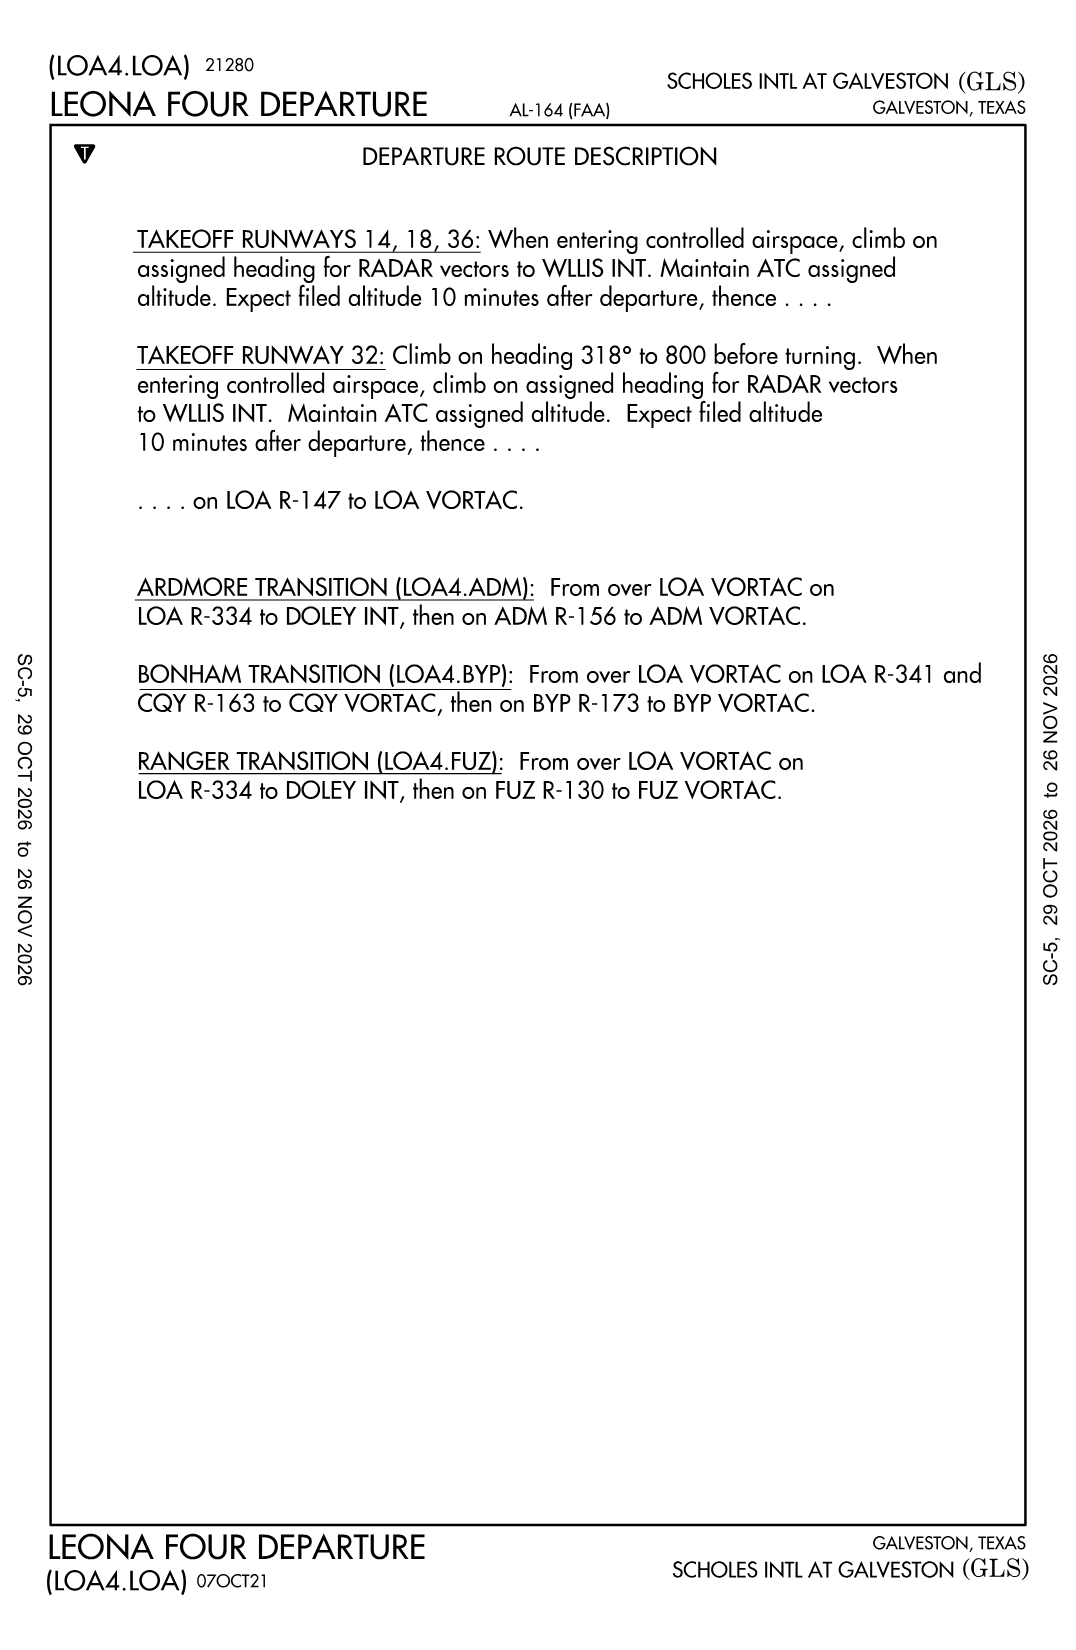 (LOA4.LOA) 21280
LEONA FOUR DEPARTURE
AL-164 (FAA)
SCHOLES INTL AT GALVESTON (GLS)
GALVESTON, TEXAS
T
DEPARTURE ROUTE DESCRIPTION
TAKEOFF RUNWAYS 14, 18, 36: When entering controlled airspace, climb on
assigned heading for RADAR vectors to WLLIS INT. Maintain ATC assigned
altitude. Expect filed altitude 10 minutes after departure, thence . . . .
TAKEOFF RUNWAY 32: Climb on heading 318° to 800 before turning. When
entering controlled airspace, climb on assigned heading for RADAR vectors
to WLLIS INT. Maintain ATC assigned altitude. Expect filed altitude
10 minutes after departure, thence . . . .
. . . . on LOA R-147 to LOA VORTAC.
ARDMORE TRANSITION (LOA4.ADM): From over LOA VORTAC on
LOA R-334 to DOLEY INT, then on ADM R-156 to ADM VORTAC.
BONHAM TRANSITION (LOA4.BYP): From over LOA VORTAC on LOA R-341 and
CQY R-163 to CQY VORTAC, then on BYP R-173 to BYP VORTAC.
RANGER TRANSITION (LOA4.FUZ): From over LOA VORTAC on
LOA R-334 to DOLEY INT, then on FUZ R-130 to FUZ VORTAC.
SC-5, 29 OCT 2026 to 26 NOV 2026
SC-5, 29 OCT 2026 to 26 NOV 2026
LEONA FOUR DEPARTURE
(LOA4.LOA) 07OCT21
GALVESTON, TEXAS
SCHOLES INTL AT GALVESTON (GLS)